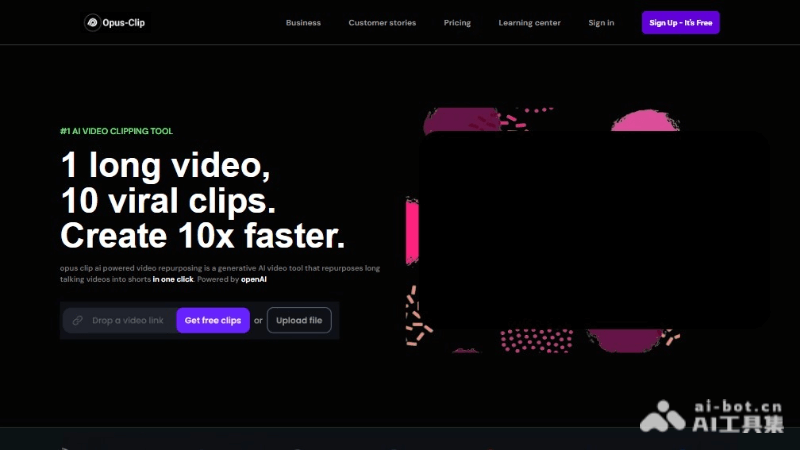 Opus-Clip
Business
Customer stories
Pricing
Learning center
Sign in
Sign Up - It's Free
#1 AI VIDEO CLIPPING TOOL
1 long video,
10 viral clips.
Create 10x faster.
opus clip ai powered video repurposing is a generative AI video tool that repurposes long
talking videos into shorts in one click. Powered by openAI
Drop a video link
Get free clips
or
Upload file
ai-bot.cn
AI工具集